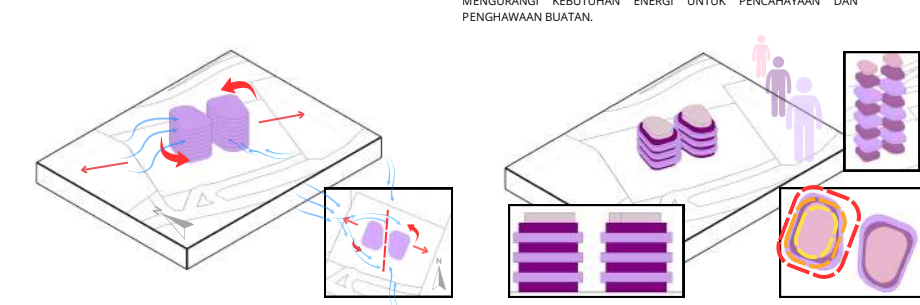 MENGURANGI KEBUTUHAN ENERGI UNTUK PENCAHAYAAN DAN
PENGHAWAAN BUATAN.
N
N